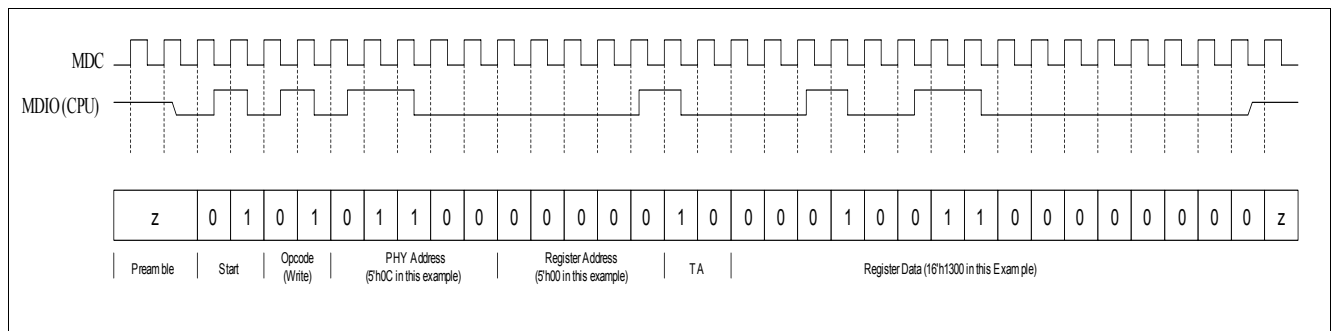 MDC
MDIO (CPU)
z 0 1 0 1 0 1 1 0 0 0 0 0 0 0 1 0 0 0 0 1 0 0 1 1 0 0 0 0 0 0 0 0 z
Preamble Start Opcode (Write) PHY Address (5'h0C in this example) Register Address (5'h00 in this example) TA Register Data (16'h1300 in this Example)